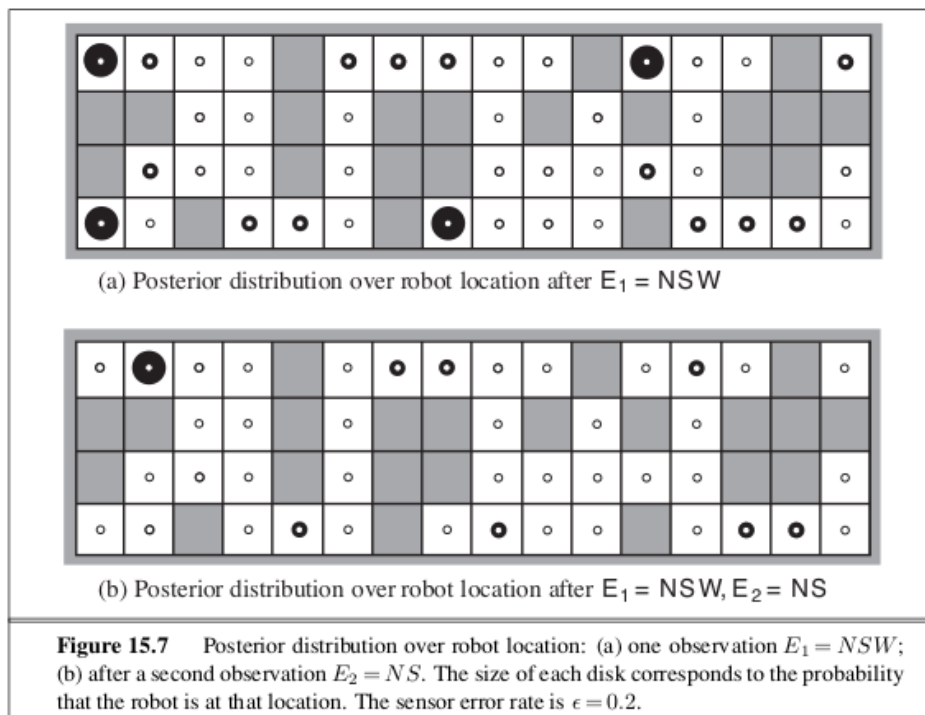 (a) Posterior distribution over robot location after E₁ = NSW
(b) Posterior distribution over robot location after E₁ = NSW, E₂ = NS
Figure 15.7 Posterior distribution over robot location: (a) one observation E₁ = NSW;
(b) after a second observation E₂ = NS. The size of each disk corresponds to the probability
that the robot is at that location. The sensor error rate is ϵ = 0.2.